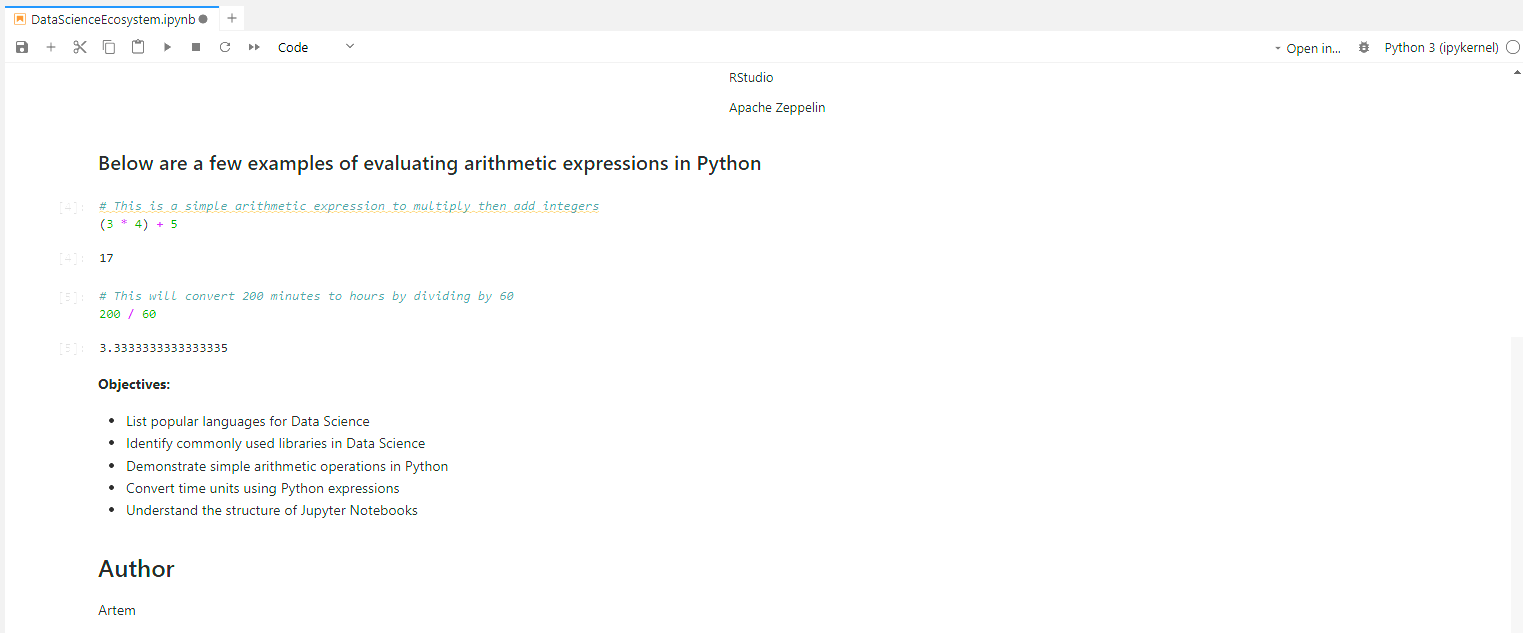 DataScienceEcosystem.ipynb
Code
Open in...
Python 3 (ipykernel)
RStudio
Apache Zeppelin
Below are a few examples of evaluating arithmetic expressions in Python
[4]: # This is a simple arithmetic expression to multiply then add integers
(3 * 4) + 5
[4]: 17
[5]: # This will convert 200 minutes to hours by dividing by 60
200 / 60
[5]: 3.3333333333333335
Objectives:
• List popular languages for Data Science
• Identify commonly used libraries in Data Science
• Demonstrate simple arithmetic operations in Python
• Convert time units using Python expressions
• Understand the structure of Jupyter Notebooks
Author
Artem